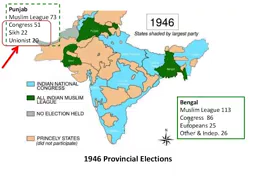 Punjab
Muslim League 73
Congress 51
Sikh 22
Unionist 20
1946
States shaded by largest party
INDIAN NATIONAL
CONGRESS
ALL INDIAN MUSLIM
LEAGUE
NO ELECTION HELD
PRINCELY STATES
(did not participate)
Bengal
Muslim League 113
Congress 86
Europeans 25
Other & Indep. 26
1946 Provincial Elections